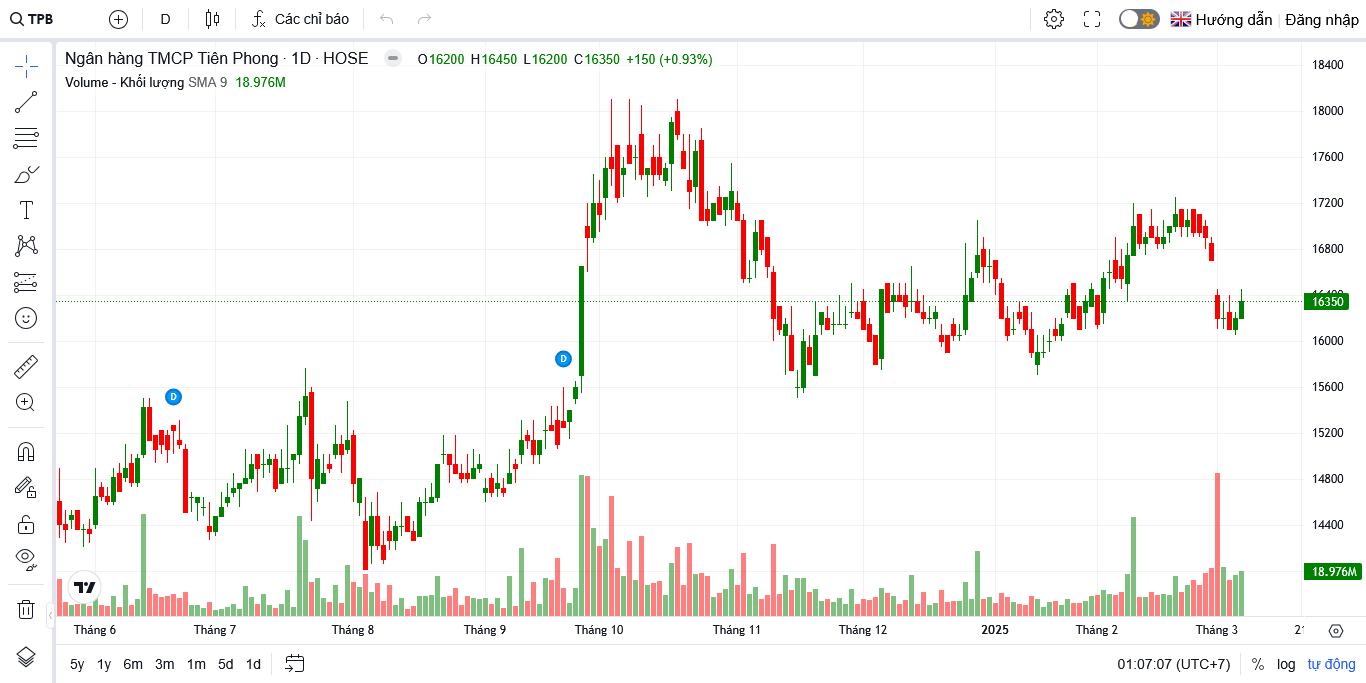 TPB D Các chỉ báo Hướng dẫn Đăng nhập
Ngân hàng TMCP Tiên Phong · 1D · HOSE O16200 H16450 L16200 C16350 +150 (+0.93%)
Volume - Khối lượng SMA 9 18.976M
18400
18000
17600
17200
16800
16400
16350
16000
15600
15200
14800
14400
18.976M
D
D
Tháng 6 Tháng 7 Tháng 8 Tháng 9 Tháng 10 Tháng 11 Tháng 12 2025 Tháng 2 Tháng 3 21
5y 1y 6m 3m 1m 5d 1d 01:07:07 (UTC+7) % log tự động